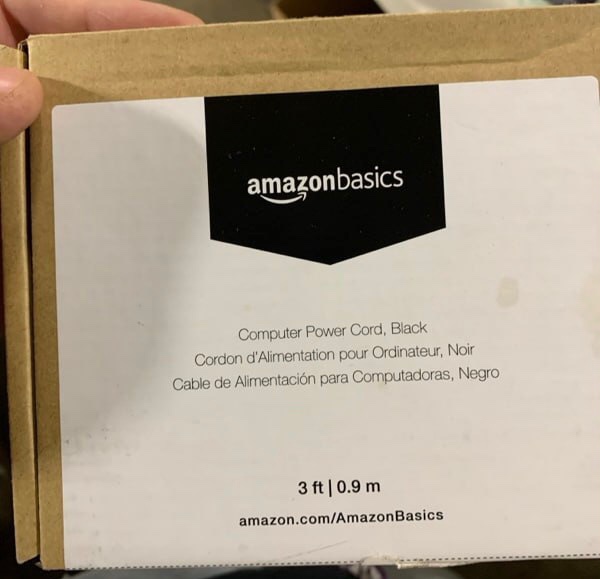 amazonbasics
Computer Power Cord, Black
Cordon d'Alimentation pour Ordinateur, Noir
Cable de Alimentación para Computadoras, Negro
3 ft | 0.9 m
amazon.com/AmazonBasics